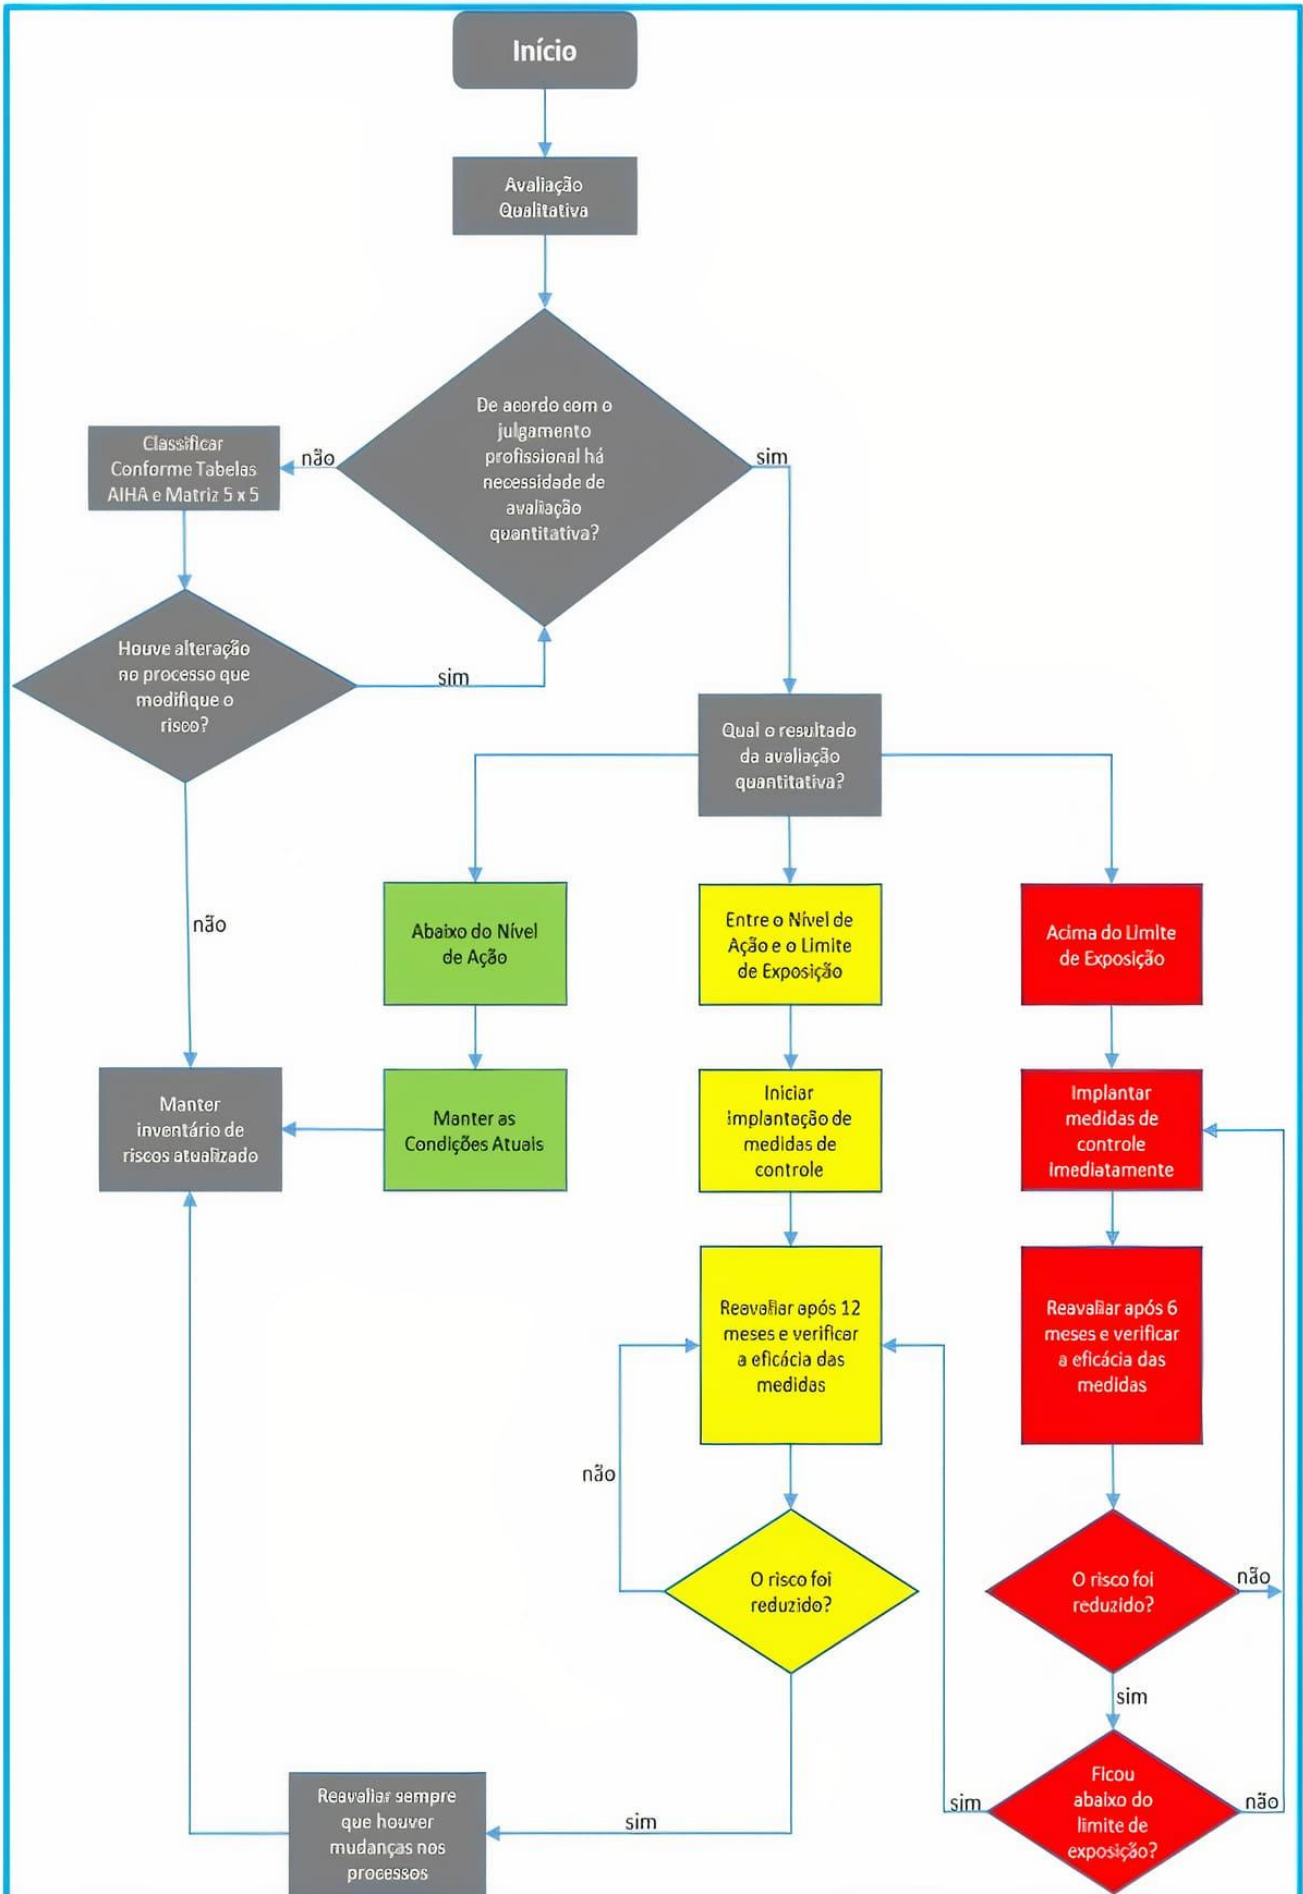 Início
Avaliação
Qualitativa
De acordo com o
julgamento
profissional há
necessidade de
avaliação
quantitativa?
não
sim
Classificar
Conforme Tabelas
AIHA e Matriz 5 x 5
Houve alteração
no processo que
modifique o
risco?
sim
não
Qual o resultado
da avaliação
quantitativa?
Abaixo do Nível
de Ação
Entre o Nível de
Ação e o Limite
de Exposição
Acima do Limite
de Exposição
Manter
inventário de
riscos atualizado
Manter as
Condições Atuais
Iniciar
implantação de
medidas de
controle
Implantar
medidas de
controle
imediatamente
Reavaliar após 12
meses e verificar
a eficácia das
medidas
Reavaliar após 6
meses e verificar
a eficácia das
medidas
não
O risco foi
reduzido?
O risco foi
reduzido?
não
sim
Reavaliar sempre
que houver
mudanças nos
processos
sim
sim
Ficou
abaixo do
limite de
exposição?
não